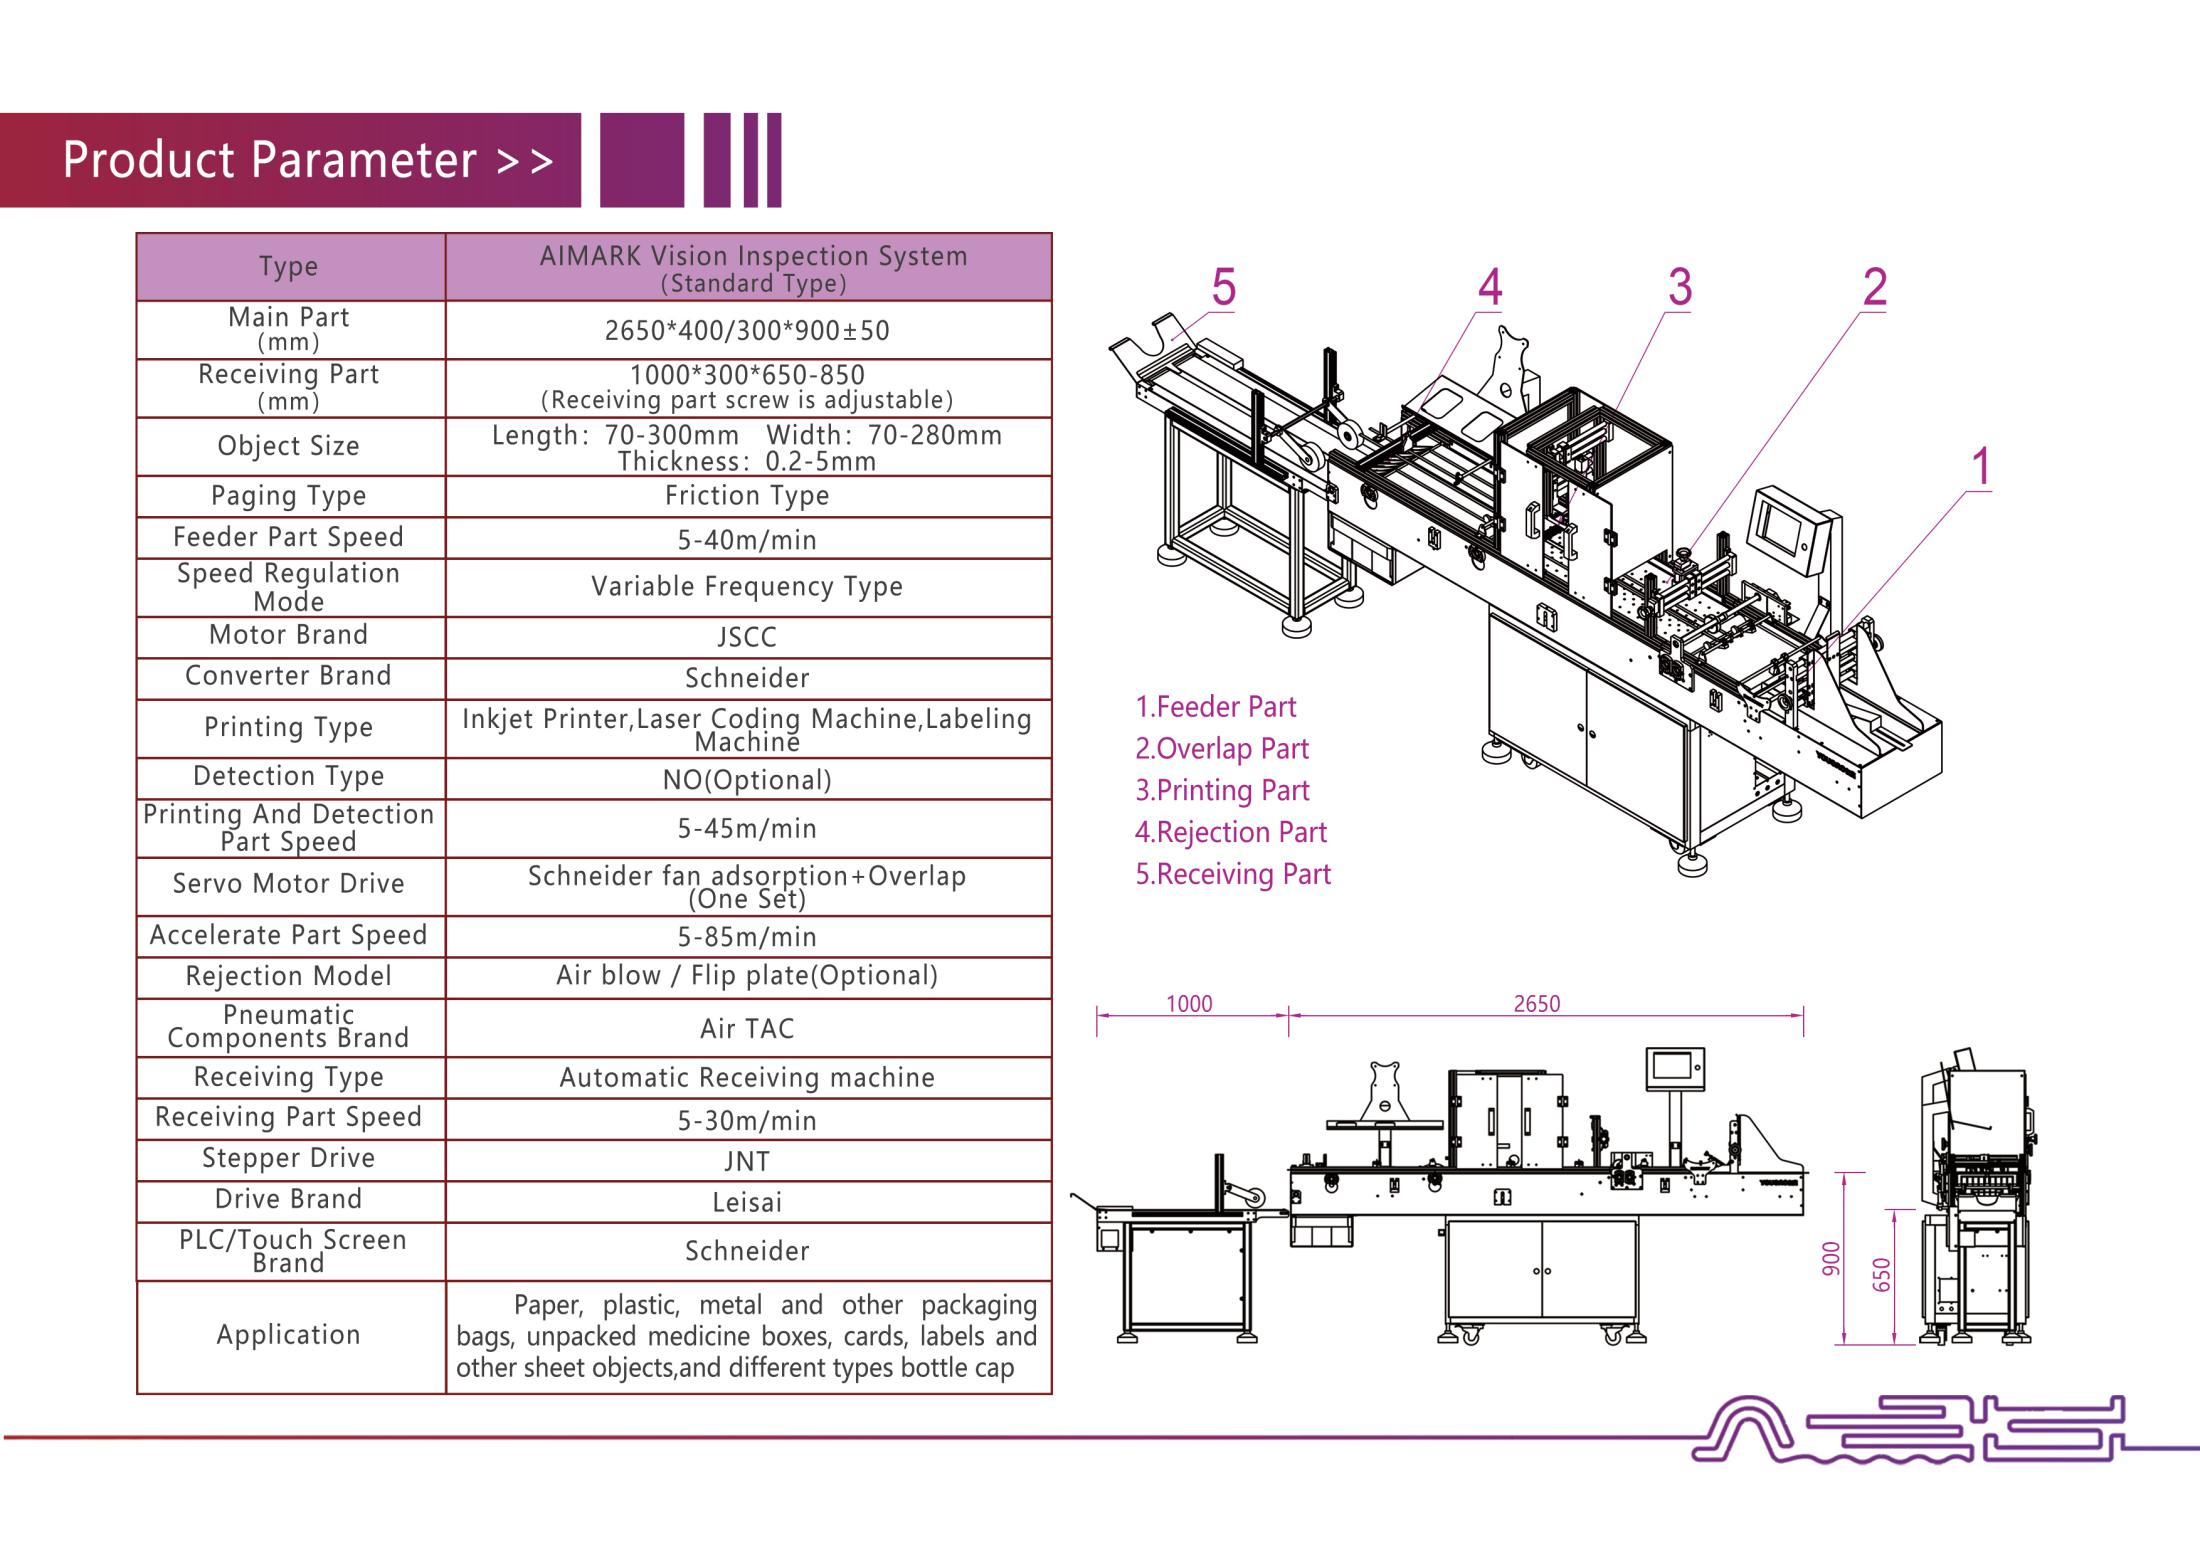 Product Parameter >>
Type
AIMARK Vision Inspection System
(Standard Type)
Main Part
(mm)
2650*400/300*900±50
Receiving Part
(mm)
1000*300*650-850
(Receiving part screw is adjustable)
Object Size
Length: 70-300mm Width: 70-280mm
Thickness: 0.2-5mm
Paging Type
Friction Type
Feeder Part Speed
5-40m/min
Speed Regulation
Mode
Variable Frequency Type
Motor Brand
JSCC
Converter Brand
Schneider
Printing Type
Inkjet Printer,Laser Coding Machine,Labeling
Machine
Detection Type
NO(Optional)
Printing And Detection
Part Speed
5-45m/min
Servo Motor Drive
Schneider fan adsorption+Overlap
(One Set)
Accelerate Part Speed
5-85m/min
Rejection Model
Air blow / Flip plate(Optional)
Pneumatic
Components Brand
Air TAC
Receiving Type
Automatic Receiving machine
Receiving Part Speed
5-30m/min
Stepper Drive
JNT
Drive Brand
Leisai
PLC/Touch Screen
Brand
Schneider
Application
Paper, plastic, metal and other packaging
bags, unpacked medicine boxes, cards, labels and
other sheet objects,and different types bottle cap
5
4
3
2
1
1.Feeder Part
2.Overlap Part
3.Printing Part
4.Rejection Part
5.Receiving Part
1000
2650
900
650